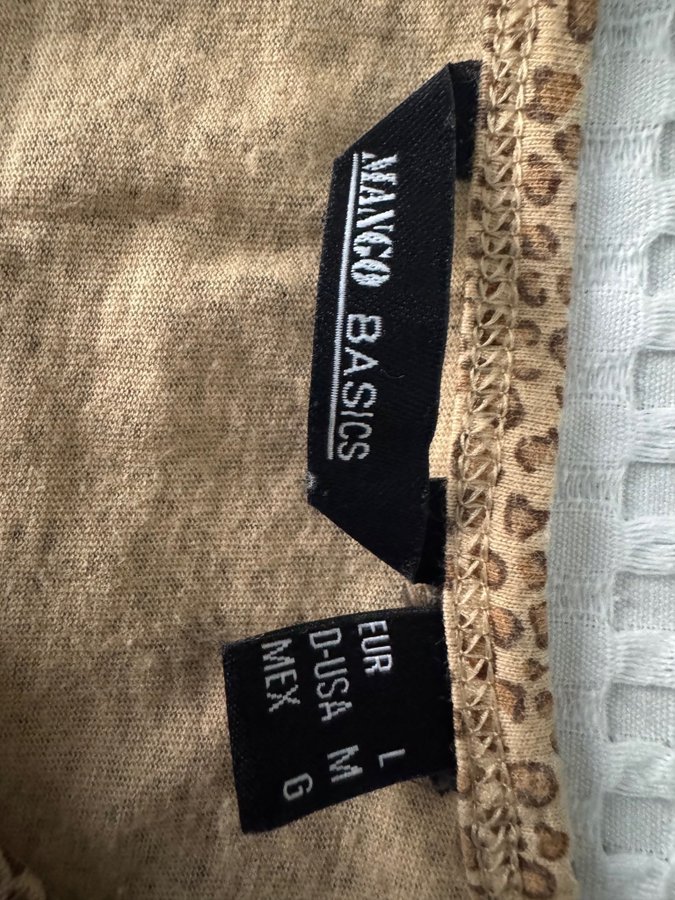 MANGO BASICS
EUR L
D-USA M
MEX G